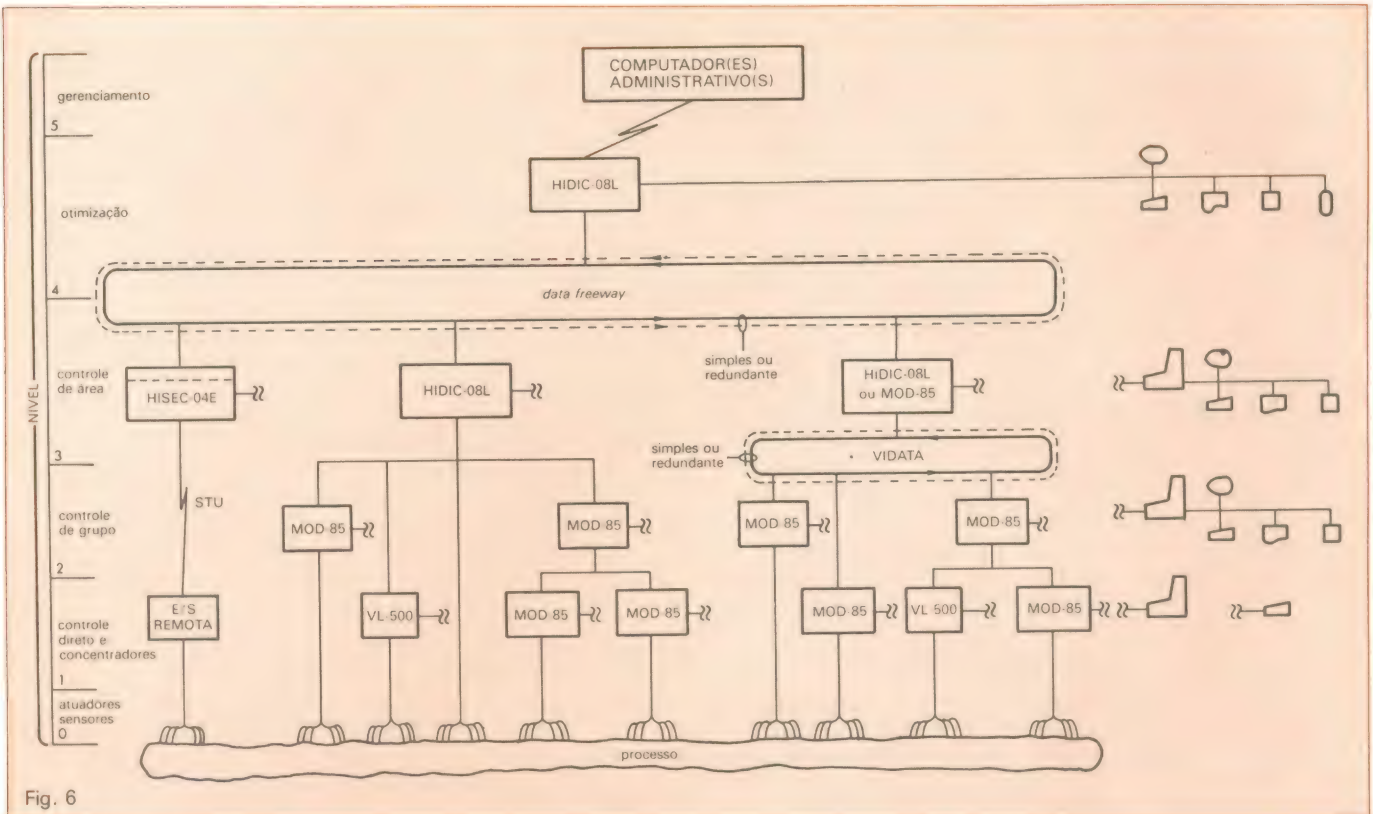 COMPUTADOR(ES)
ADMINISTRATIVO(S)
gerenciamento
5
HIDIC-08L
otimização
4
data freeway
NIVEL
controle
de área
HISEC-04E
HIDIC-08L
simples ou
redundante
HIDIC-08L
ou MOD-85
3
simples ou
redundante
VIDATA
STU
controle
de grupo
MOD-85
MOD-85
MOD-85
MOD-85
2
E/S
REMOTA
VL-500
MOD-85
MOD-85
MOD-85
VL-500
MOD-85
controle
direto e
concentradores
1
atuadores
sensores
0
processo
Fig. 6